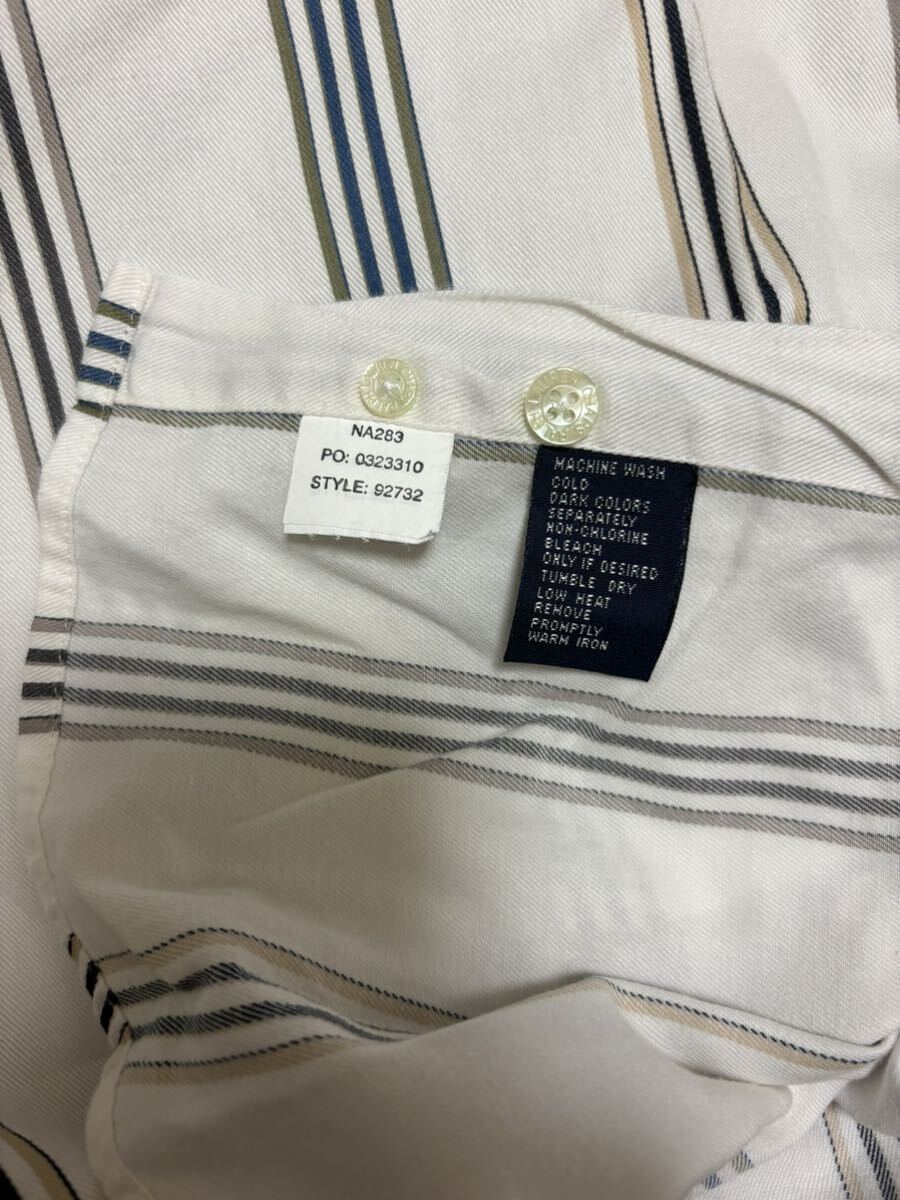 NA283
PO: 0323310
STYLE: 92732
MACHINE WASH
COLD
DARK COLORS
SEPARATELY
NON-CHLORINE
BLEACH
ONLY IF DESIRED
TUMBLE DRY
LOW HEAT
REMOVE
PROMPTLY
WARM IRON